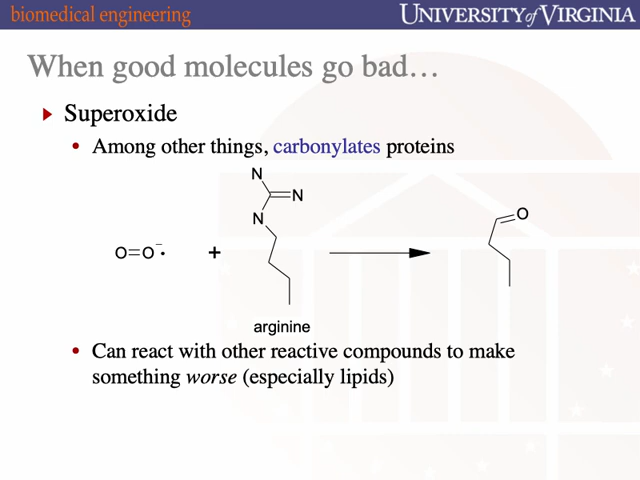 biomedical engineering
UNIVERSITY of VIRGINIA
When good molecules go bad…
Superoxide
• Among other things, carbonylates proteins
N
N
N
O
O=O⁻• +
arginine
• Can react with other reactive compounds to make
something worse (especially lipids)